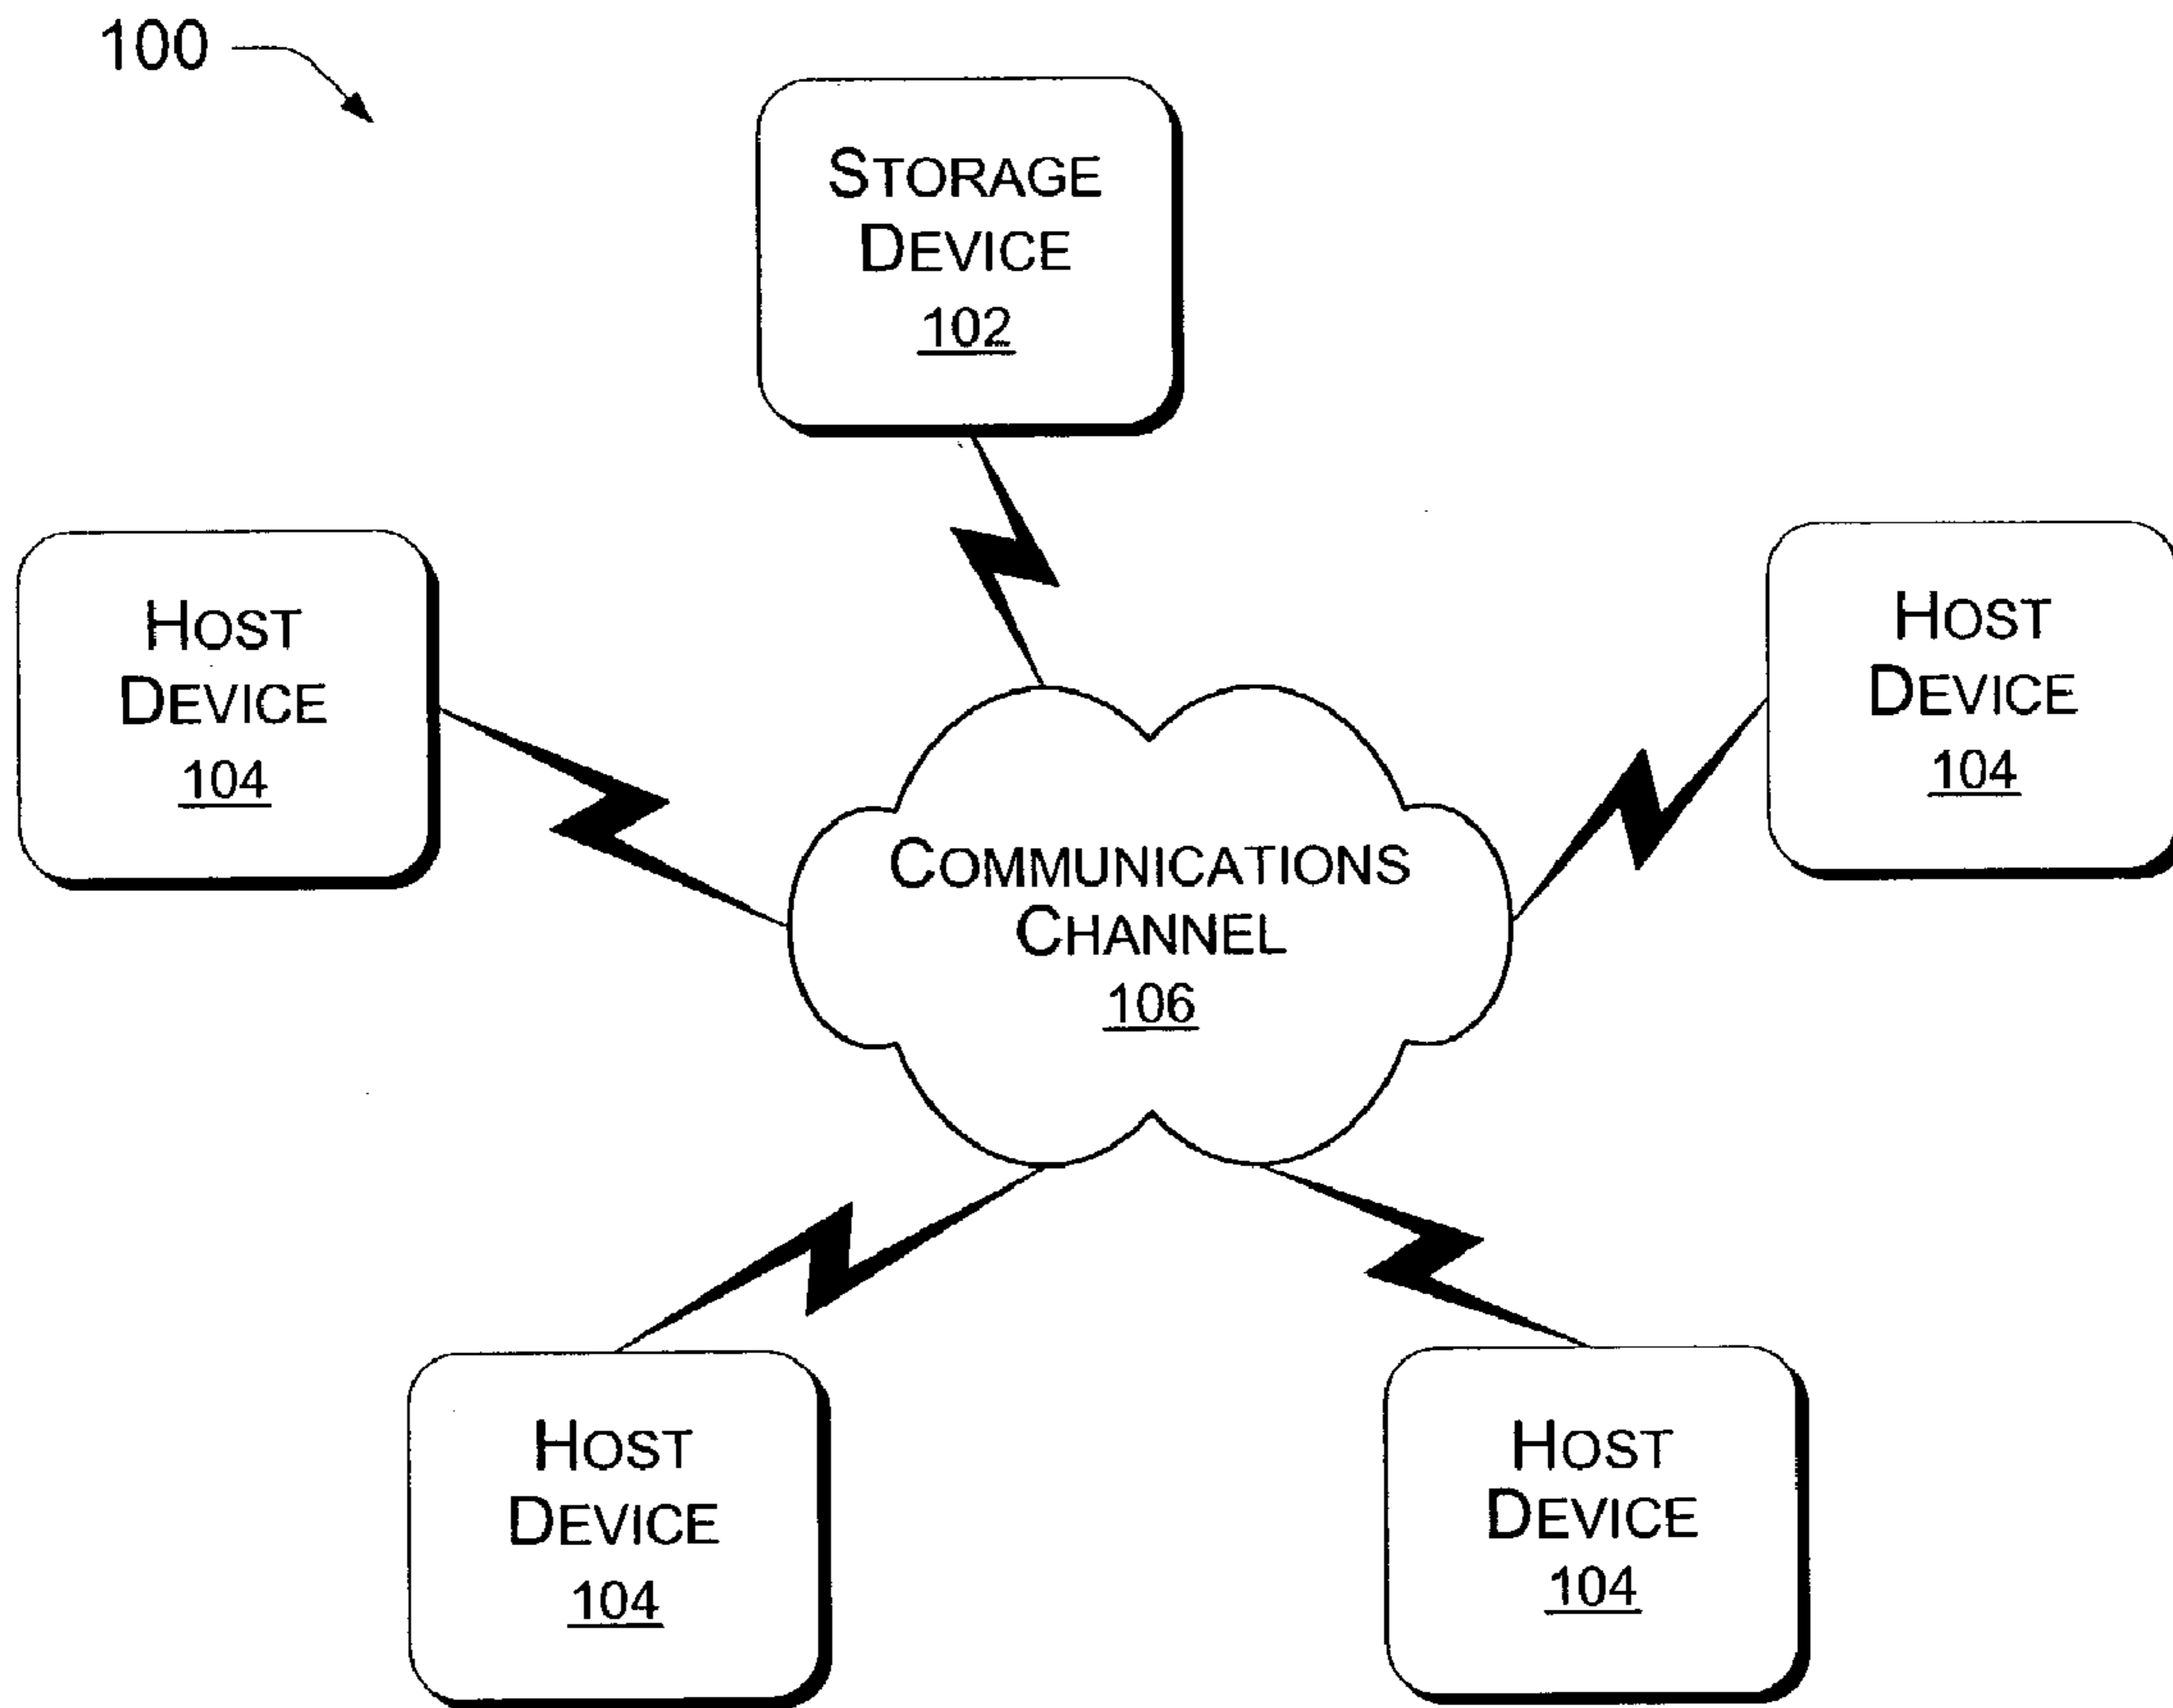 100
STORAGE
DEVICE
102
HOST
DEVICE
104
HOST
DEVICE
104
COMMUNICATIONS
CHANNEL
106
HOST
DEVICE
104
HOST
DEVICE
104